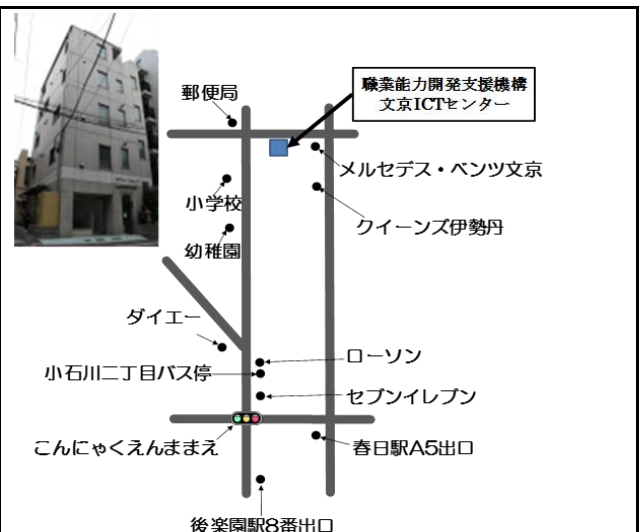 職業能力開発支援機構
文京ICTセンター
郵便局
メルセデス・ベンツ文京
小学校
クイーンズ伊勢丹
幼稚園
ダイエー
ローソン
小石川二丁目バス停
セブンイレブン
こんにゃくえんままえ
春日駅A5出口
後楽園駅8番出口